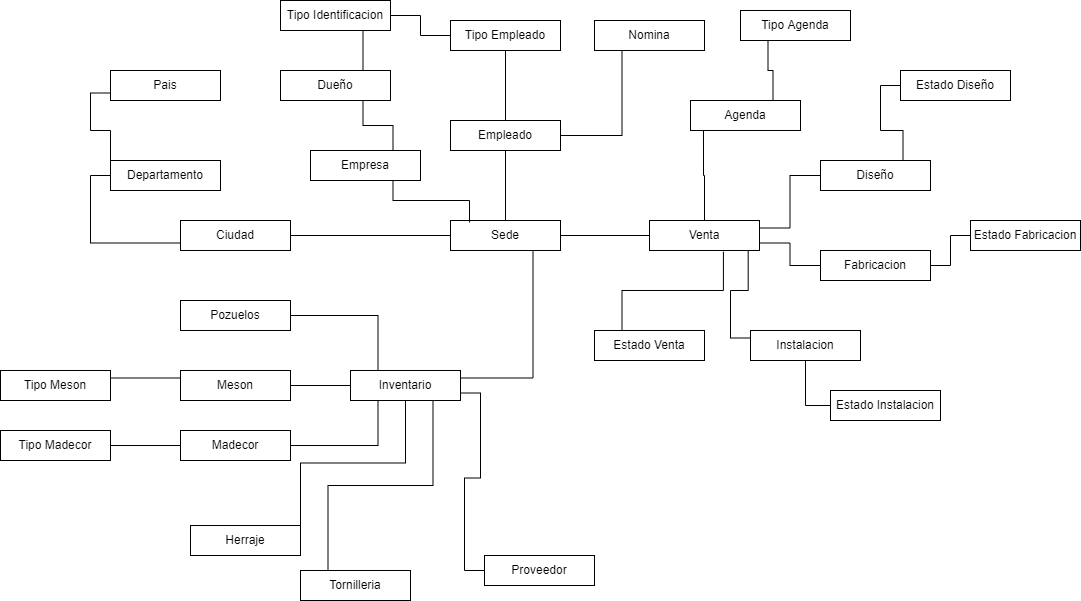 Tipo Identificacion
Tipo Agenda
Tipo Empleado
Nomina
Pais
Dueño
Estado Diseño
Agenda
Empleado
Empresa
Departamento
Diseño
Ciudad
Sede
Venta
Estado Fabricacion
Fabricacion
Pozuelos
Estado Venta
Instalacion
Tipo Meson
Meson
Inventario
Estado Instalacion
Tipo Madecor
Madecor
Herraje
Proveedor
Tornilleria